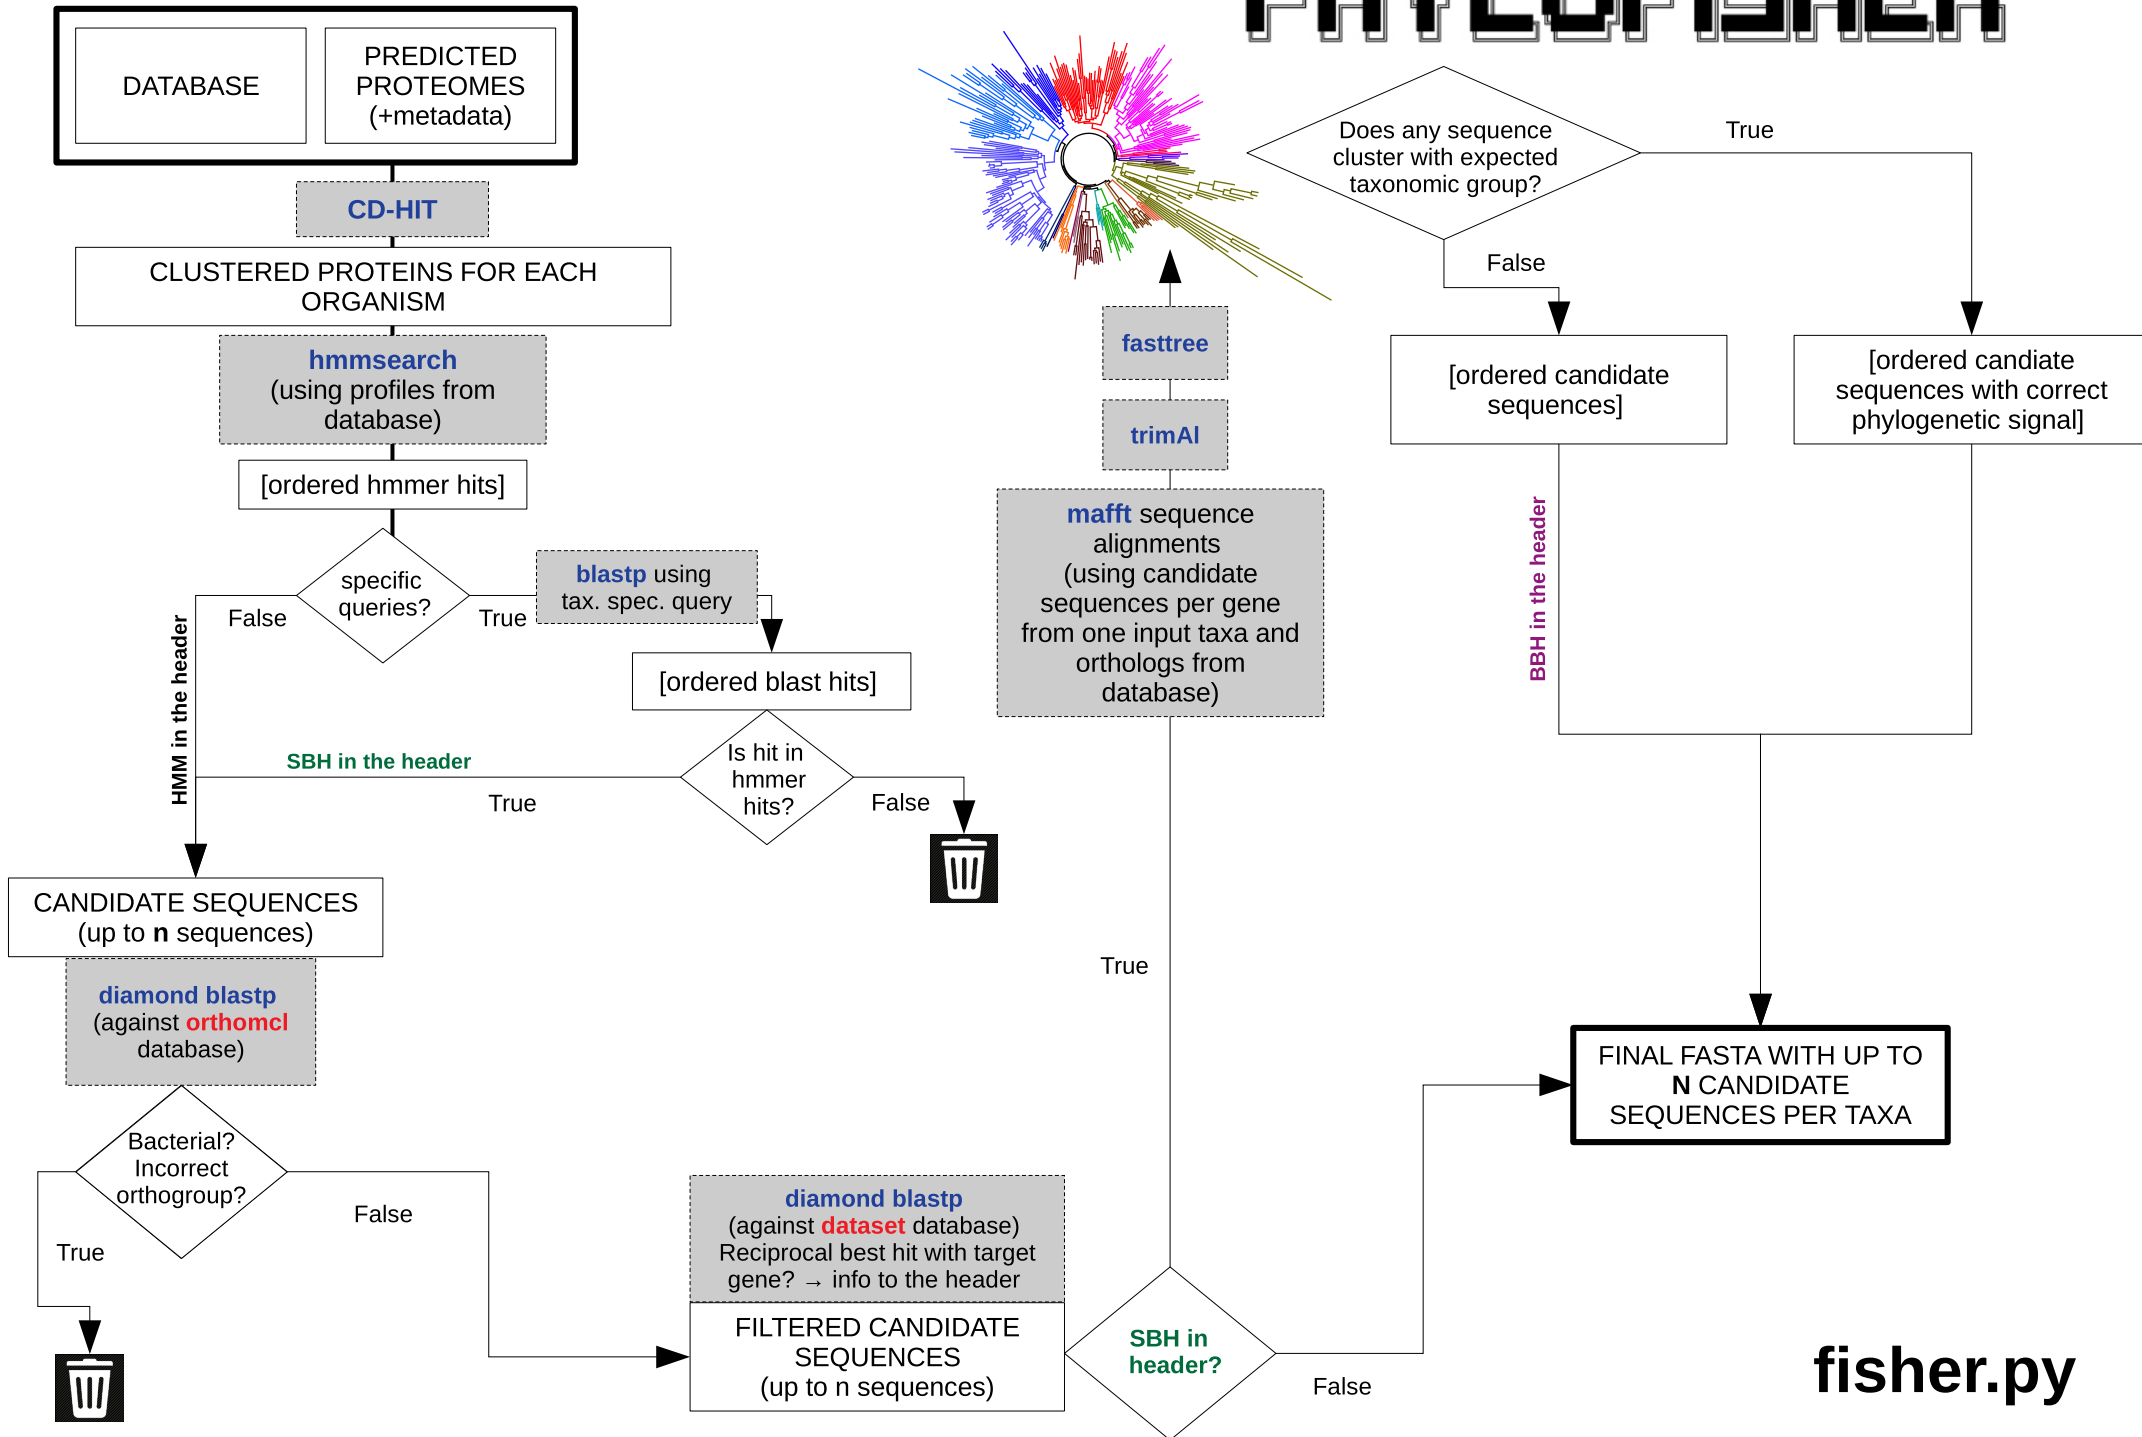 DATABASE
PREDICTED
PROTEOMES
(+metadata)
CD-HIT
CLUSTERED PROTEINS FOR EACH
ORGANISM
hmmsearch
(using profiles from
database)
[ordered hmmer hits]
specific
queries?
False
True
blastp using
tax. spec. query
[ordered blast hits]
HMM in the header
SBH in the header
True
Is hit in
hmmer
hits?
False
CANDIDATE SEQUENCES
(up to n sequences)
diamond blastp
(against orthomcl
database)
Bacterial?
Incorrect
orthogroup?
True
False
diamond blastp
(against dataset database)
Reciprocal best hit with target
gene? → info to the header
FILTERED CANDIDATE
SEQUENCES
(up to n sequences)
SBH in
header?
True
False
mafft sequence
alignments
(using candidate
sequences per gene
from one input taxa and
orthologs from
database)
trimAl
fasttree
PHYLOFISHER
Does any sequence
cluster with expected
taxonomic group?
True
False
[ordered candidate
sequences]
[ordered candiate
sequences with correct
phylogenetic signal]
BBH in the header
FINAL FASTA WITH UP TO
N CANDIDATE
SEQUENCES PER TAXA
fisher.py